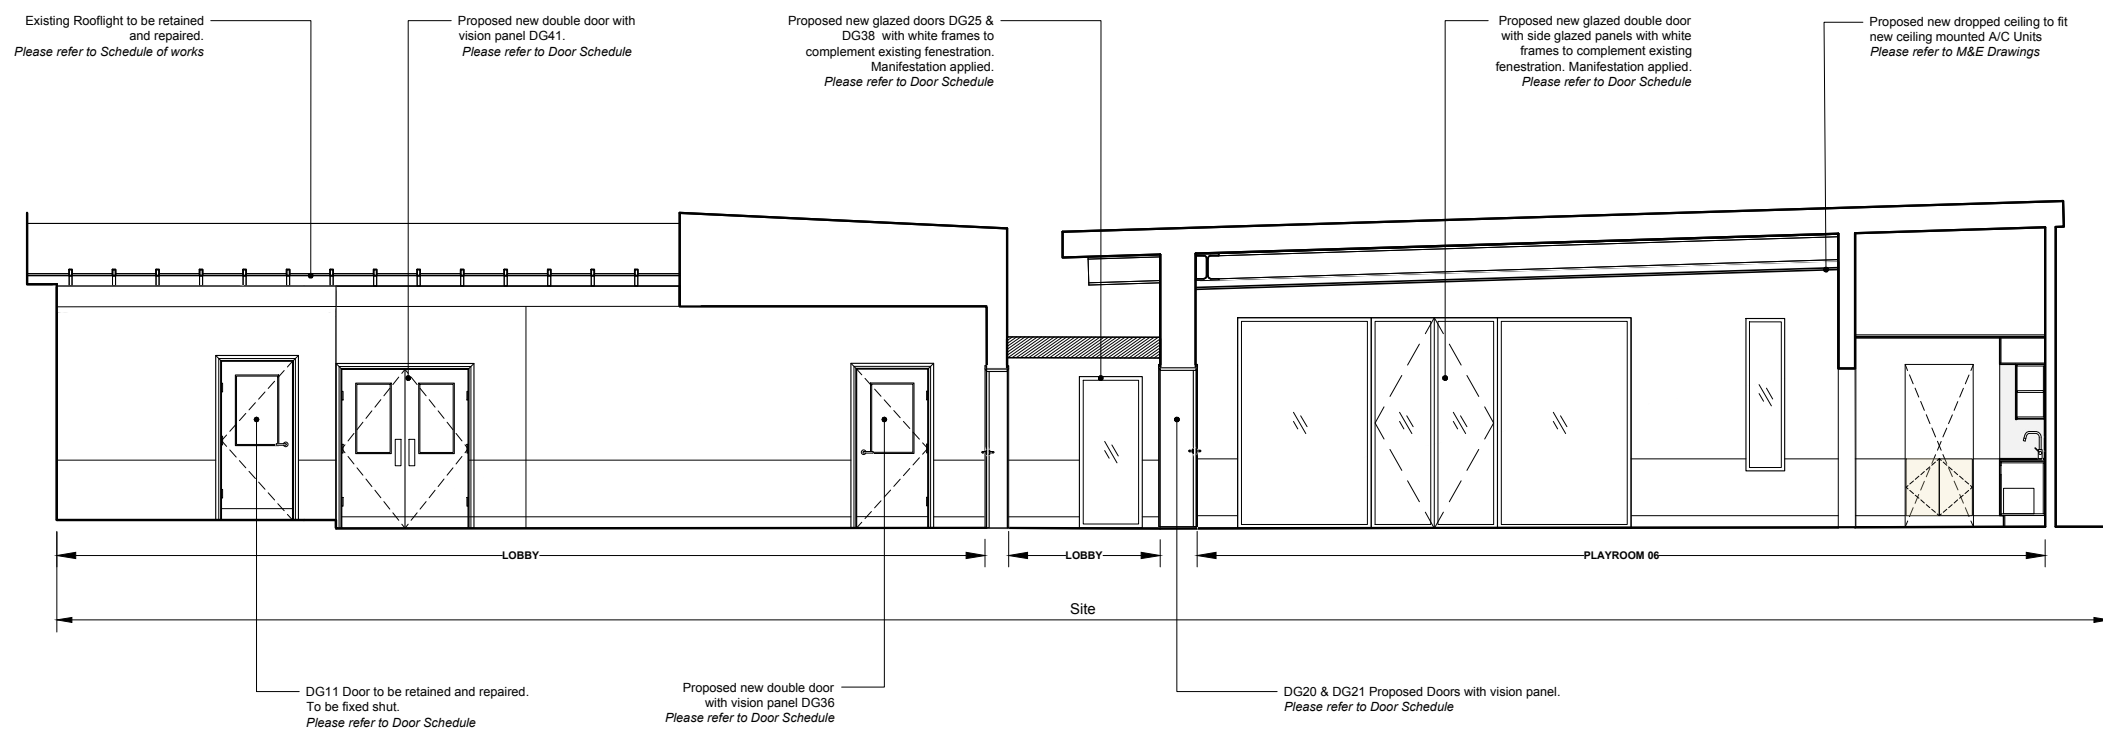 Existing Rooflight to be retained
and repaired.
Please refer to Schedule of works
Proposed new double door with
vision panel DG41.
Please refer to Door Schedule
Proposed new glazed doors DG25 &
DG38 with white frames to
complement existing fenestration.
Manifestation applied.
Please refer to Door Schedule
Proposed new glazed double door
with side glazed panels with white
frames to complement existing
fenestration. Manifestation applied.
Please refer to Door Schedule
Proposed new dropped ceiling to fit
new ceiling mounted A/C Units
Please refer to M&E Drawings
LOBBY
LOBBY
PLAYROOM 06
Site
DG11 Door to be retained and repaired.
To be fixed shut.
Please refer to Door Schedule
Proposed new double door
with vision panel DG36
Please refer to Door Schedule
DG20 & DG21 Proposed Doors with vision panel.
Please refer to Door Schedule